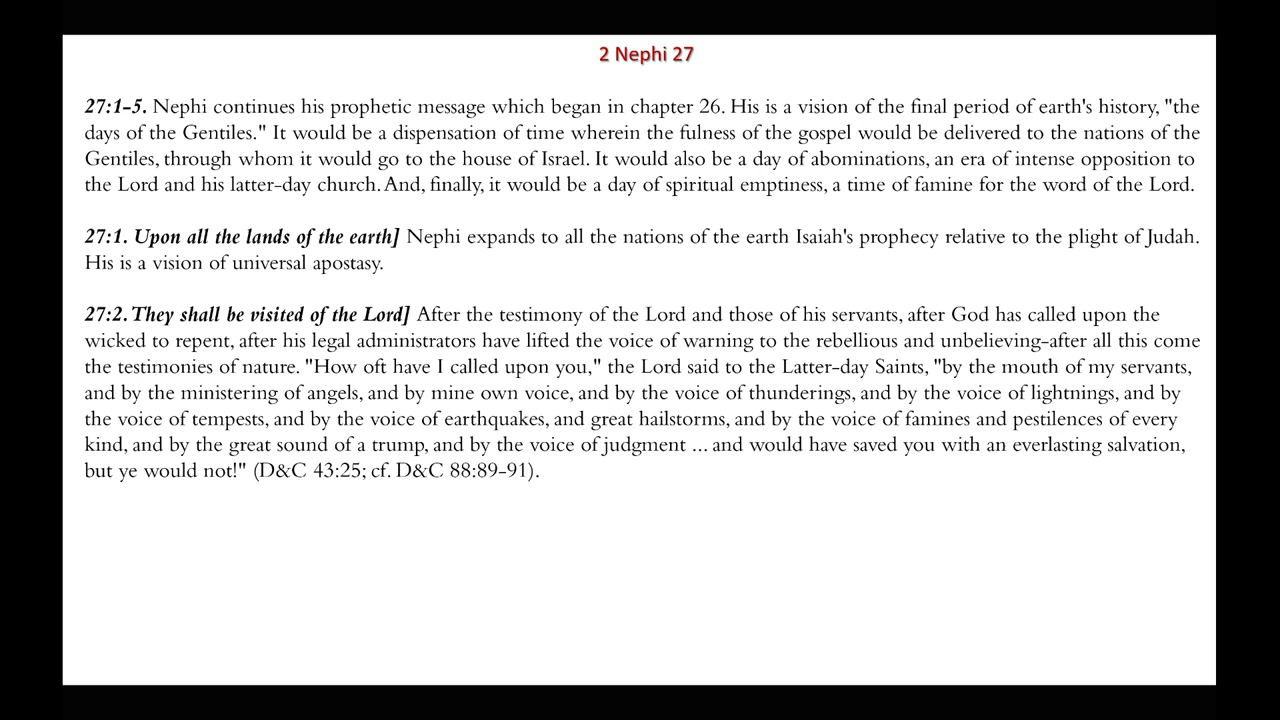 2 Nephi 27
27:1-5. Nephi continues his prophetic message which began in chapter 26. His is a vision of the final period of earth's history, "the
days of the Gentiles." It would be a dispensation of time wherein the fulness of the gospel would be delivered to the nations of the
Gentiles, through whom it would go to the house of Israel. It would also be a day of abominations, an era of intense opposition to
the Lord and his latter-day church. And, finally, it would be a day of spiritual emptiness, a time of famine for the word of the Lord.
27:1. Upon all the lands of the earth] Nephi expands to all the nations of the earth Isaiah's prophecy relative to the plight of Judah.
His is a vision of universal apostasy.
27:2. They shall be visited of the Lord] After the testimony of the Lord and those of his servants, after God has called upon the
wicked to repent, after his legal administrators have lifted the voice of warning to the rebellious and unbelieving-after all this come
the testimonies of nature. "How oft have I called upon you," the Lord said to the Latter-day Saints, "by the mouth of my servants,
and by the ministering of angels, and by mine own voice, and by the voice of thunderings, and by the voice of lightnings, and by
the voice of tempests, and by the voice of earthquakes, and great hailstorms, and by the voice of famines and pestilences of every
kind, and by the great sound of a trump, and by the voice of judgment ... and would have saved you with an everlasting salvation,
but ye would not!" (D&C 43:25; cf. D&C 88:89-91).